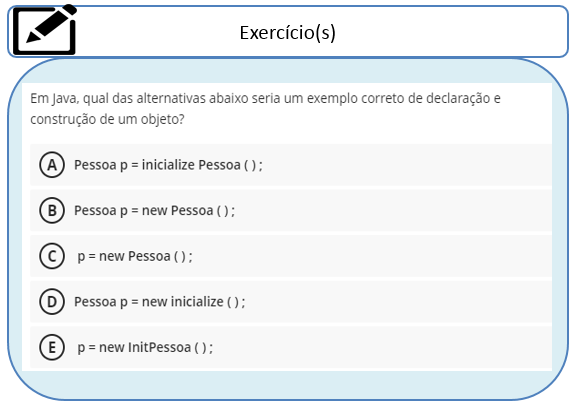 Exercício(s)
Em Java, qual das alternativas abaixo seria um exemplo correto de declaração e
construção de um objeto?
A Pessoa p = inicialize Pessoa ( ) ;
B Pessoa p = new Pessoa ( ) ;
C p = new Pessoa ( ) ;
D Pessoa p = new inicialize ( ) ;
E p = new InitPessoa ( ) ;